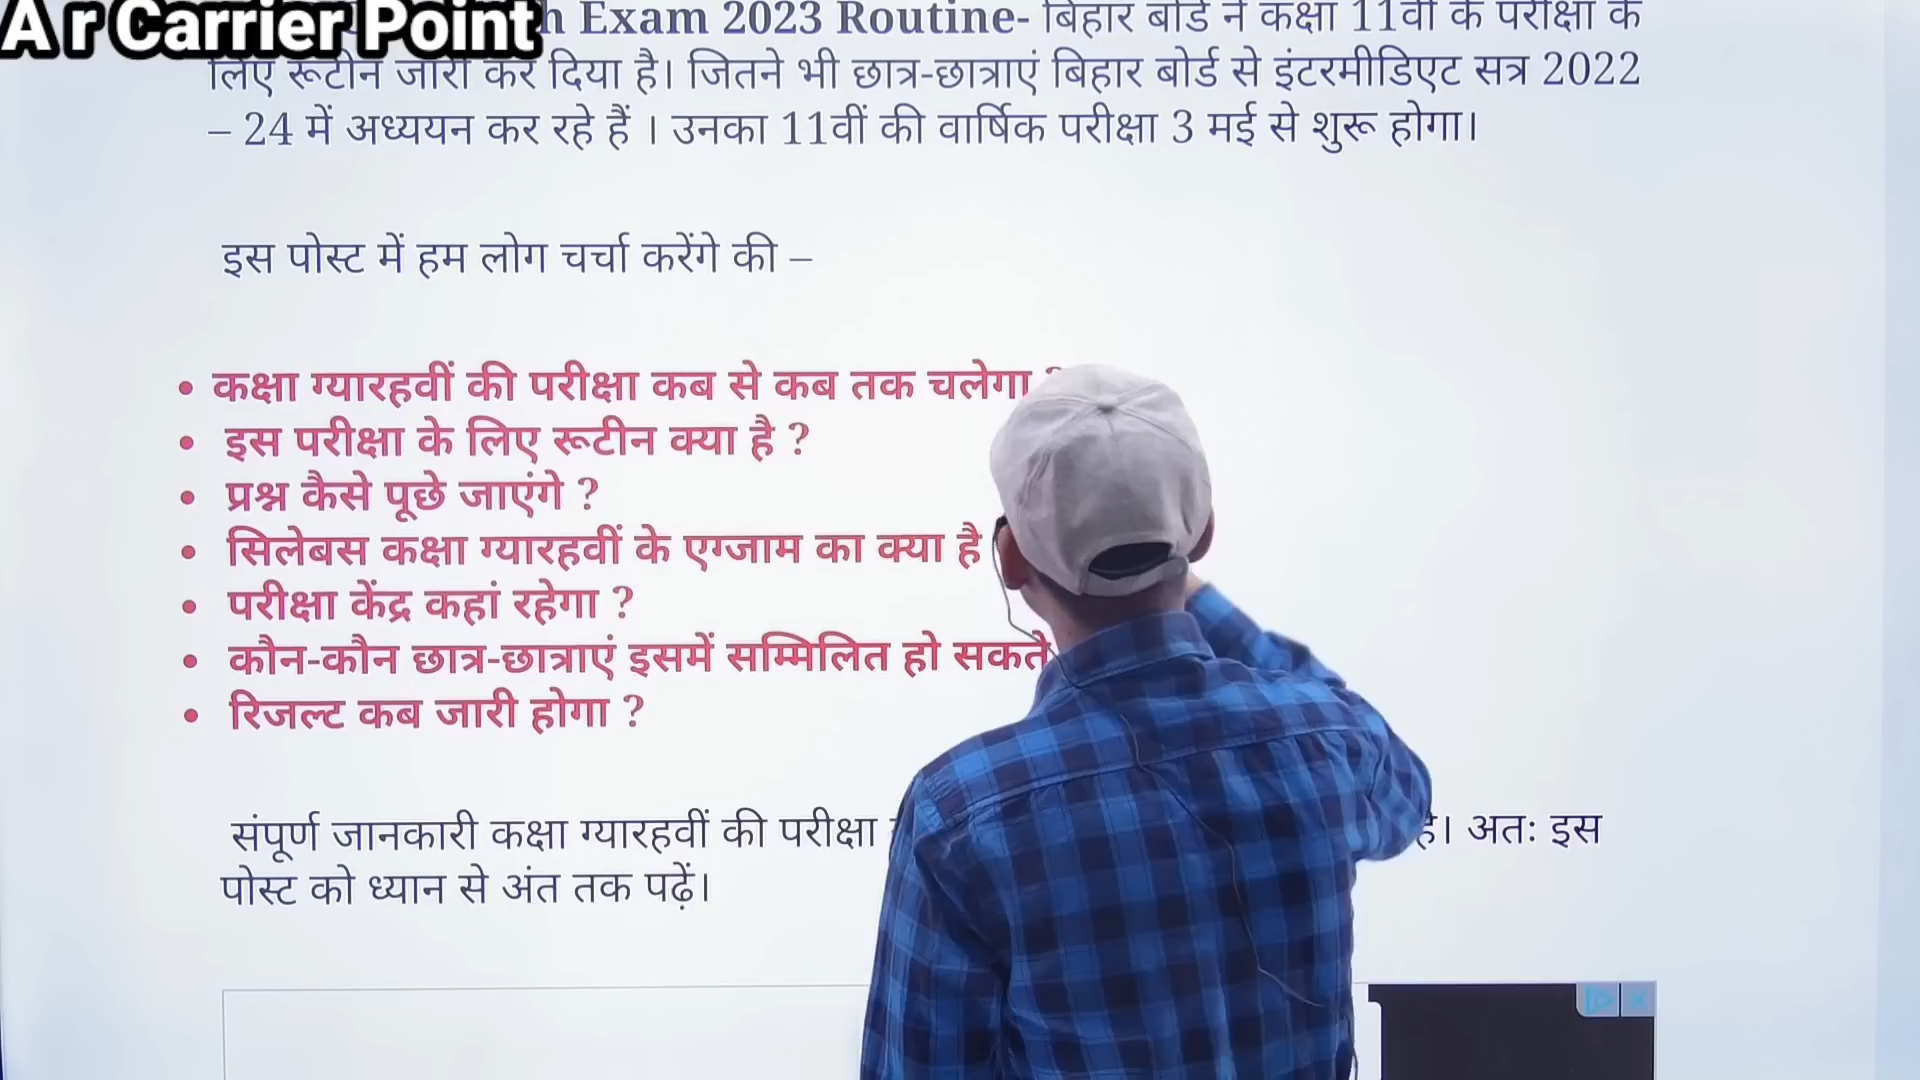 A r Carrier Point
h Exam 2023 Routine- बिहार बोर्ड ने कक्षा 11वीं के परीक्षा के
लिए रूटीन जारी कर दिया है। जितने भी छात्र-छात्राएं बिहार बोर्ड से इंटरमीडिएट सत्र 2022
– 24 में अध्ययन कर रहे हैं । उनका 11वीं की वार्षिक परीक्षा 3 मई से शुरू होगा।
इस पोस्ट में हम लोग चर्चा करेंगे की –
• कक्षा ग्यारहवीं की परीक्षा कब से कब तक चलेगा ?
• इस परीक्षा के लिए रूटीन क्या है ?
• प्रश्न कैसे पूछे जाएंगे ?
• सिलेबस कक्षा ग्यारहवीं के एग्जाम का क्या है
• परीक्षा केंद्र कहां रहेगा ?
• कौन-कौन छात्र-छात्राएं इसमें सम्मिलित हो सकते
• रिजल्ट कब जारी होगा ?
संपूर्ण जानकारी कक्षा ग्यारहवीं की परीक्षा है। अतः इस
पोस्ट को ध्यान से अंत तक पढ़ें।